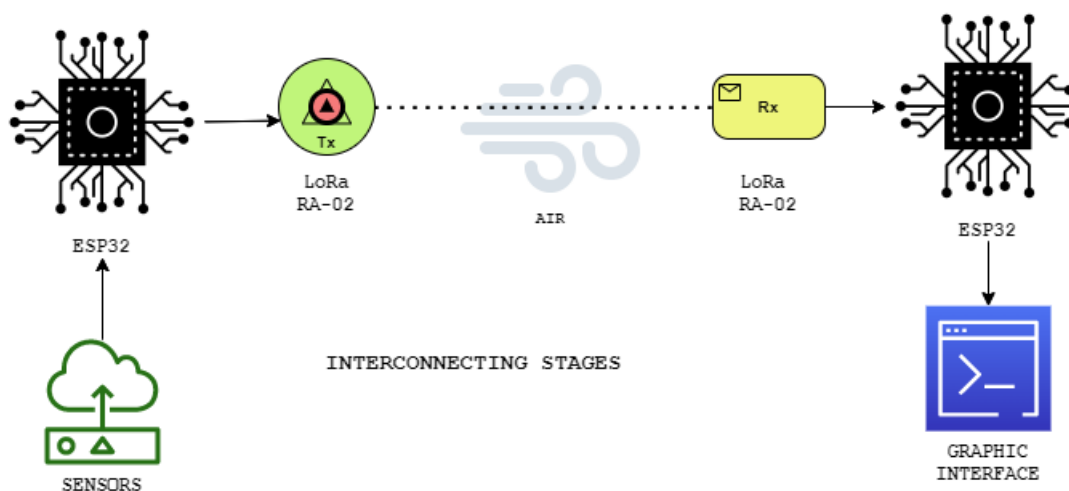 Tx
Rx
LoRa
RA-02
LoRa
RA-02
AIR
ESP32
ESP32
INTERCONNECTING STAGES
SENSORS
GRAPHIC
INTERFACE